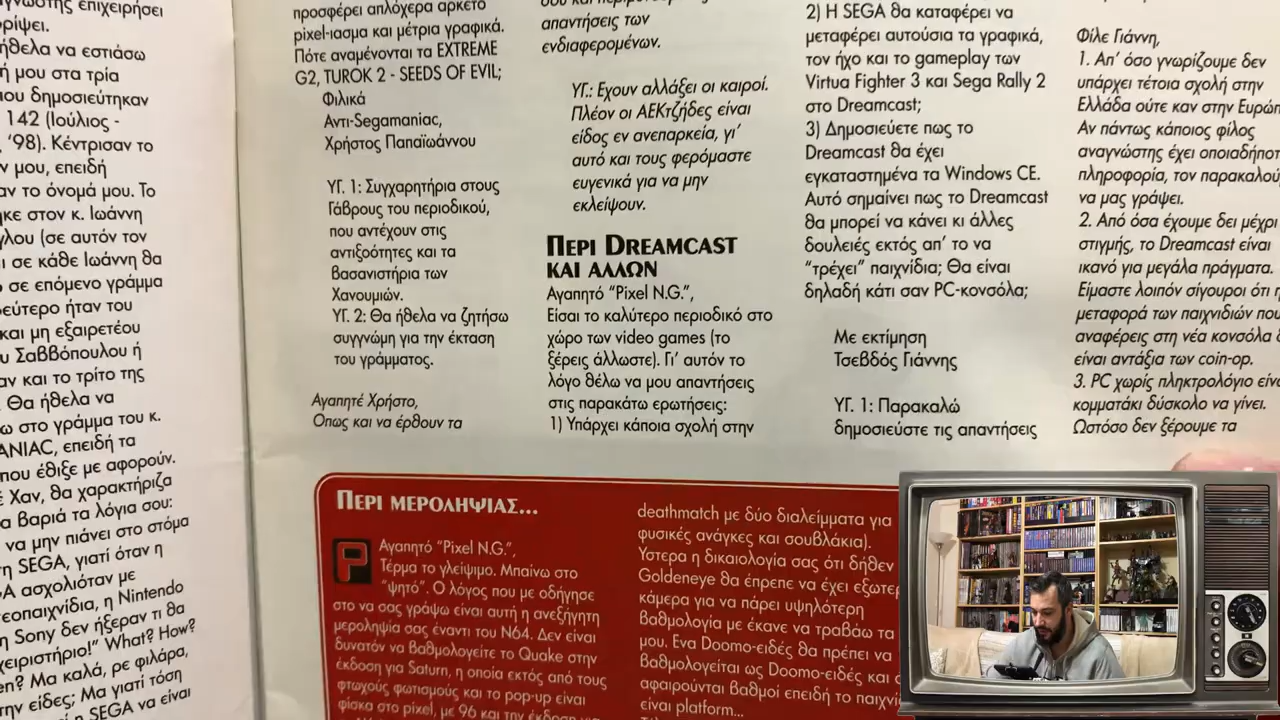 επιχειρήσει
ήθελα να εστιάσω
μου στα τρία
που δημοσιεύτηκαν
142 (Ιούλιος -
'98). Κέντρισαν το
μου, επειδή
αν το όνομά μου. Το
κε στον κ. Ιωάννη
γλου (σε αυτόν τον
ι σε κάθε Ιωάννη θα
σε επόμενο γράμμα
δεύτερο ήταν του
και μη εξαιρετέου
Σαββόπουλου ή
αν και το τρίτο της
Θα ήθελα να
ω στο γράμμα του κ.
ANIAC, επειδή τα
που έθιξε με αφορούν.
Χαν, θα χαρακτήριζα
α βαριά τα λόγια σου:
να μην πιάνει στο στόμα
τη SEGA, γιατί όταν η
Α ασχολιόταν με
εοπαιχνίδια, η Nintendo
η Sony δεν ήξεραν τι θα
χειριστήριο!" What? How?
en? Μα καλά, ρε φιλάρα,
την είδες; Μα γιατί τόση
η SEGA να είναι
προσφέρει απλόχερα αρκετό
pixel-ιασμα και μέτρια γραφικά.
Πότε αναμένονται τα EXTREME
G2, TUROK 2 - SEEDS OF EVIL;
Φιλικά
Αντι-Segamaniac,
Χρήστος Παπαϊωάννου
ΥΓ. 1: Συγχαρητήρια στους
Γάβρους του περιοδικού,
που αντέχουν στις
αντιξοότητες και τα
βασανιστήρια των
Χανουμιών.
ΥΓ. 2: Θα ήθελα να ζητήσω
συγγνώμη για την έκταση
του γράμματος.
Αγαπητέ Χρήστο,
Οπως και να έρθουν τα
απαντήσεις των
ενδιαφερομένων.
ΥΓ.: Εχουν αλλάξει οι καιροί.
Πλέον οι ΑΕΚτζήδες είναι
είδος εν ανεπαρκεία, γι'
αυτό και τους φερόμαστε
ευγενικά για να μην
εκλείψουν.
ΠΕΡΙ DREAMCAST
ΚΑΙ ΑΛΛΩΝ
Αγαπητό "Pixel N.G.",
Είσαι το καλύτερο περιοδικό στο
χώρο των video games (το
ξέρεις άλλωστε). Γι' αυτόν το
λόγο θέλω να μου απαντήσεις
στις παρακάτω ερωτήσεις:
1) Υπάρχει κάποια σχολή στην
2) Η SEGA θα καταφέρει να
μεταφέρει αυτούσια τα γραφικά,
τον ήχο και το gameplay των
Virtua Fighter 3 και Sega Rally 2
στο Dreamcast;
3) Δημοσιεύετε πως το
Dreamcast θα έχει
εγκαταστημένα τα Windows CE.
Αυτό σημαίνει πως το Dreamcast
θα μπορεί να κάνει κι άλλες
δουλειές εκτός απ' το να
"τρέχει" παιχνίδια; Θα είναι
δηλαδή κάτι σαν PC-κονσόλα;
Με εκτίμηση
Τσεβδός Γιάννης
ΥΓ. 1: Παρακαλώ
δημοσιεύστε τις απαντήσεις
Φίλε Γιάννη,
1. Απ' όσο γνωρίζουμε δεν
υπάρχει τέτοια σχολή στην
Ελλάδα ούτε καν στην Ευρώπ
Αν πάντως κάποιος φίλος
αναγνώστης έχει οποιαδήποτ
πληροφορία, τον παρακαλού
να μας γράψει.
2. Από όσα έχουμε δει μέχρι
στιγμής, το Dreamcast είναι
ικανό για μεγάλα πράγματα.
Είμαστε λοιπόν σίγουροι ότι η
μεταφορά των παιχνιδιών που
αναφέρεις στη νέα κονσόλα
είναι αντάξια των coin-op.
3. PC χωρίς πληκτρολόγιο είνα
κομματάκι δύσκολο να γίνει.
Ωστόσο δεν ξέρουμε τα
ΠΕΡΙ ΜΕΡΟΛΗΨΙΑΣ...
P
Αγαπητό "Pixel N.G.",
Τέρμα το γλείψιμο. Μπαίνω στο
"ψητό". Ο λόγος που με οδήγησε
στο να σας γράψω είναι αυτή η ανεξήγητη
μεροληψία σας έναντι του Ν64. Δεν είναι
δυνατόν να βαθμολογείτε το Quake στην
έκδοση για Saturn, η οποία εκτός από τους
φτωχούς φωτισμούς και το pop-up είναι
φίσκα στο pixel, με 96 και την έκδοση
deathmatch με δύο διαλείμματα για
φυσικές ανάγκες και σουβλάκια).
Υστερα η δικαιολογία σας ότι δήθεν
Goldeneye θα έπρεπε να έχει εξωτε
κάμερα για να πάρει υψηλότερη
βαθμολογία με έκανε να τραβάω τα
μου. Ενα Doomo-ειδές θα πρέπει να
βαθμολογείται ως Doomo-ειδές και
αφαιρούνται βαθμοί επειδή το παιχνί
είναι platform...